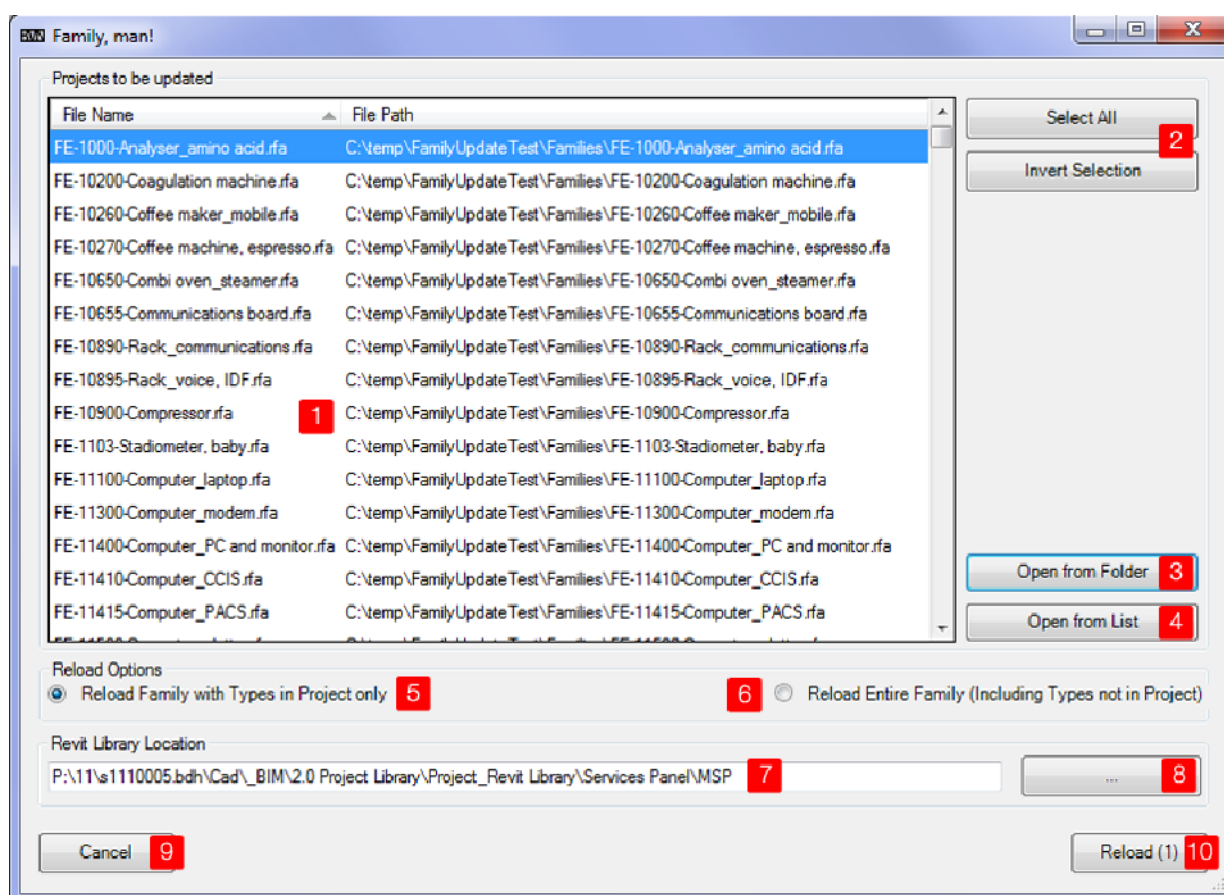 Family, man!
Projects to be updated
File Name File Path
FE-1000-Analyser_amino acid.rfa C:\temp\FamilyUpdateTest\Families\FE-1000-Analyser_amino acid.rfa
Select All
2
FE-10200-Coagulation machine.rfa C:\temp\FamilyUpdateTest\Families\FE-10200-Coagulation machine.rfa
Invert Selection
FE-10260-Coffee maker_mobile.rfa C:\temp\FamilyUpdateTest\Families\FE-10260-Coffee maker_mobile.rfa
FE-10270-Coffee machine, espresso.rfa C:\temp\FamilyUpdateTest\Families\FE-10270-Coffee machine, espresso.rfa
FE-10650-Combi oven_steamer.rfa C:\temp\FamilyUpdateTest\Families\FE-10650-Combi oven_steamer.rfa
FE-10655-Communications board.rfa C:\temp\FamilyUpdateTest\Families\FE-10655-Communications board.rfa
FE-10890-Rack_communications.rfa C:\temp\FamilyUpdateTest\Families\FE-10890-Rack_communications.rfa
FE-10895-Rack_voice, IDF.rfa C:\temp\FamilyUpdateTest\Families\FE-10895-Rack_voice, IDF.rfa
FE-10900-Compressor.rfa 1 C:\temp\FamilyUpdateTest\Families\FE-10900-Compressor.rfa
FE-1103-Stadiometer, baby.rfa C:\temp\FamilyUpdateTest\Families\FE-1103-Stadiometer, baby.rfa
FE-11100-Computer_laptop.rfa C:\temp\FamilyUpdateTest\Families\FE-11100-Computer_laptop.rfa
FE-11300-Computer_modem.rfa C:\temp\FamilyUpdateTest\Families\FE-11300-Computer_modem.rfa
FE-11400-Computer_PC and monitor.rfa C:\temp\FamilyUpdateTest\Families\FE-11400-Computer_PC and monitor.rfa
FE-11410-Computer_CCIS.rfa C:\temp\FamilyUpdateTest\Families\FE-11410-Computer_CCIS.rfa
Open from Folder 3
FE-11415-Computer_PACS.rfa C:\temp\FamilyUpdateTest\Families\FE-11415-Computer_PACS.rfa
Open from List 4
Reload Options
Reload Family with Types in Project only 5 6 Reload Entire Family (Including Types not in Project)
Revit Library Location
P:\11\s1110005.bdh\Cad\_BIM\2.0 Project Library\Project_Revit Library\Services Panel\MSP 7 ... 8
Cancel 9 Reload (1) 10